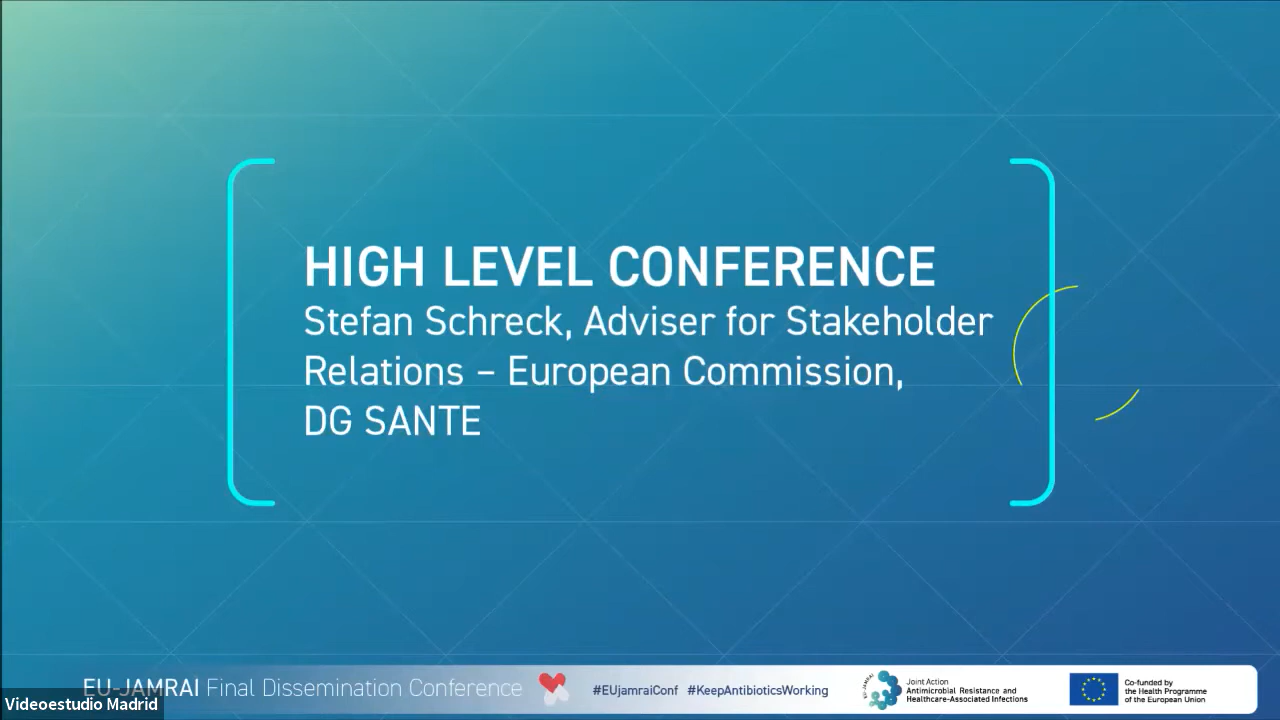 HIGH LEVEL CONFERENCE
Stefan Schreck, Adviser for Stakeholder
Relations – European Commission,
DG SANTE
EU-JAMRAI Final Dissemination Conference
#EUjamraiConf #KeepAntibioticsWorking
EU-JAMRAI
Joint Action
Antimicrobial Resistance and
Healthcare-Associated Infections
Co-funded by
the Health Programme
of the European Union
Videoestudio Madrid